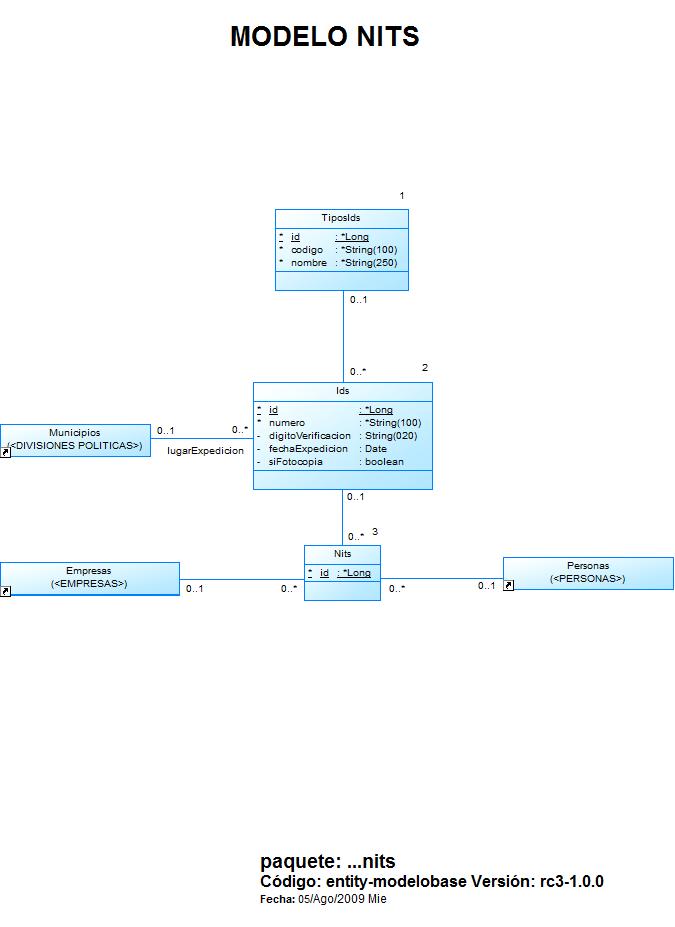 MODELO NITS
1
TiposIds
* id : *Long
* codigo : *String(100)
* nombre : *String(250)
0..1
0..*
2
Ids
* id : *Long
* numero : *String(100)
- digitoVerificacion : String(020)
- fechaExpedicion : Date
- siFotocopia : boolean
Municipios
(<DIVISIONES POLITICAS>)
0..1
0..*
lugarExpedicion
0..1
0..*
3
Nits
* id : *Long
Empresas
(<EMPRESAS>)
0..1
0..*
Personas
(<PERSONAS>)
0..*
0..1
paquete: ...nits
Código: entity-modelobase Versión: rc3-1.0.0
Fecha: 05/Ago/2009 Mie